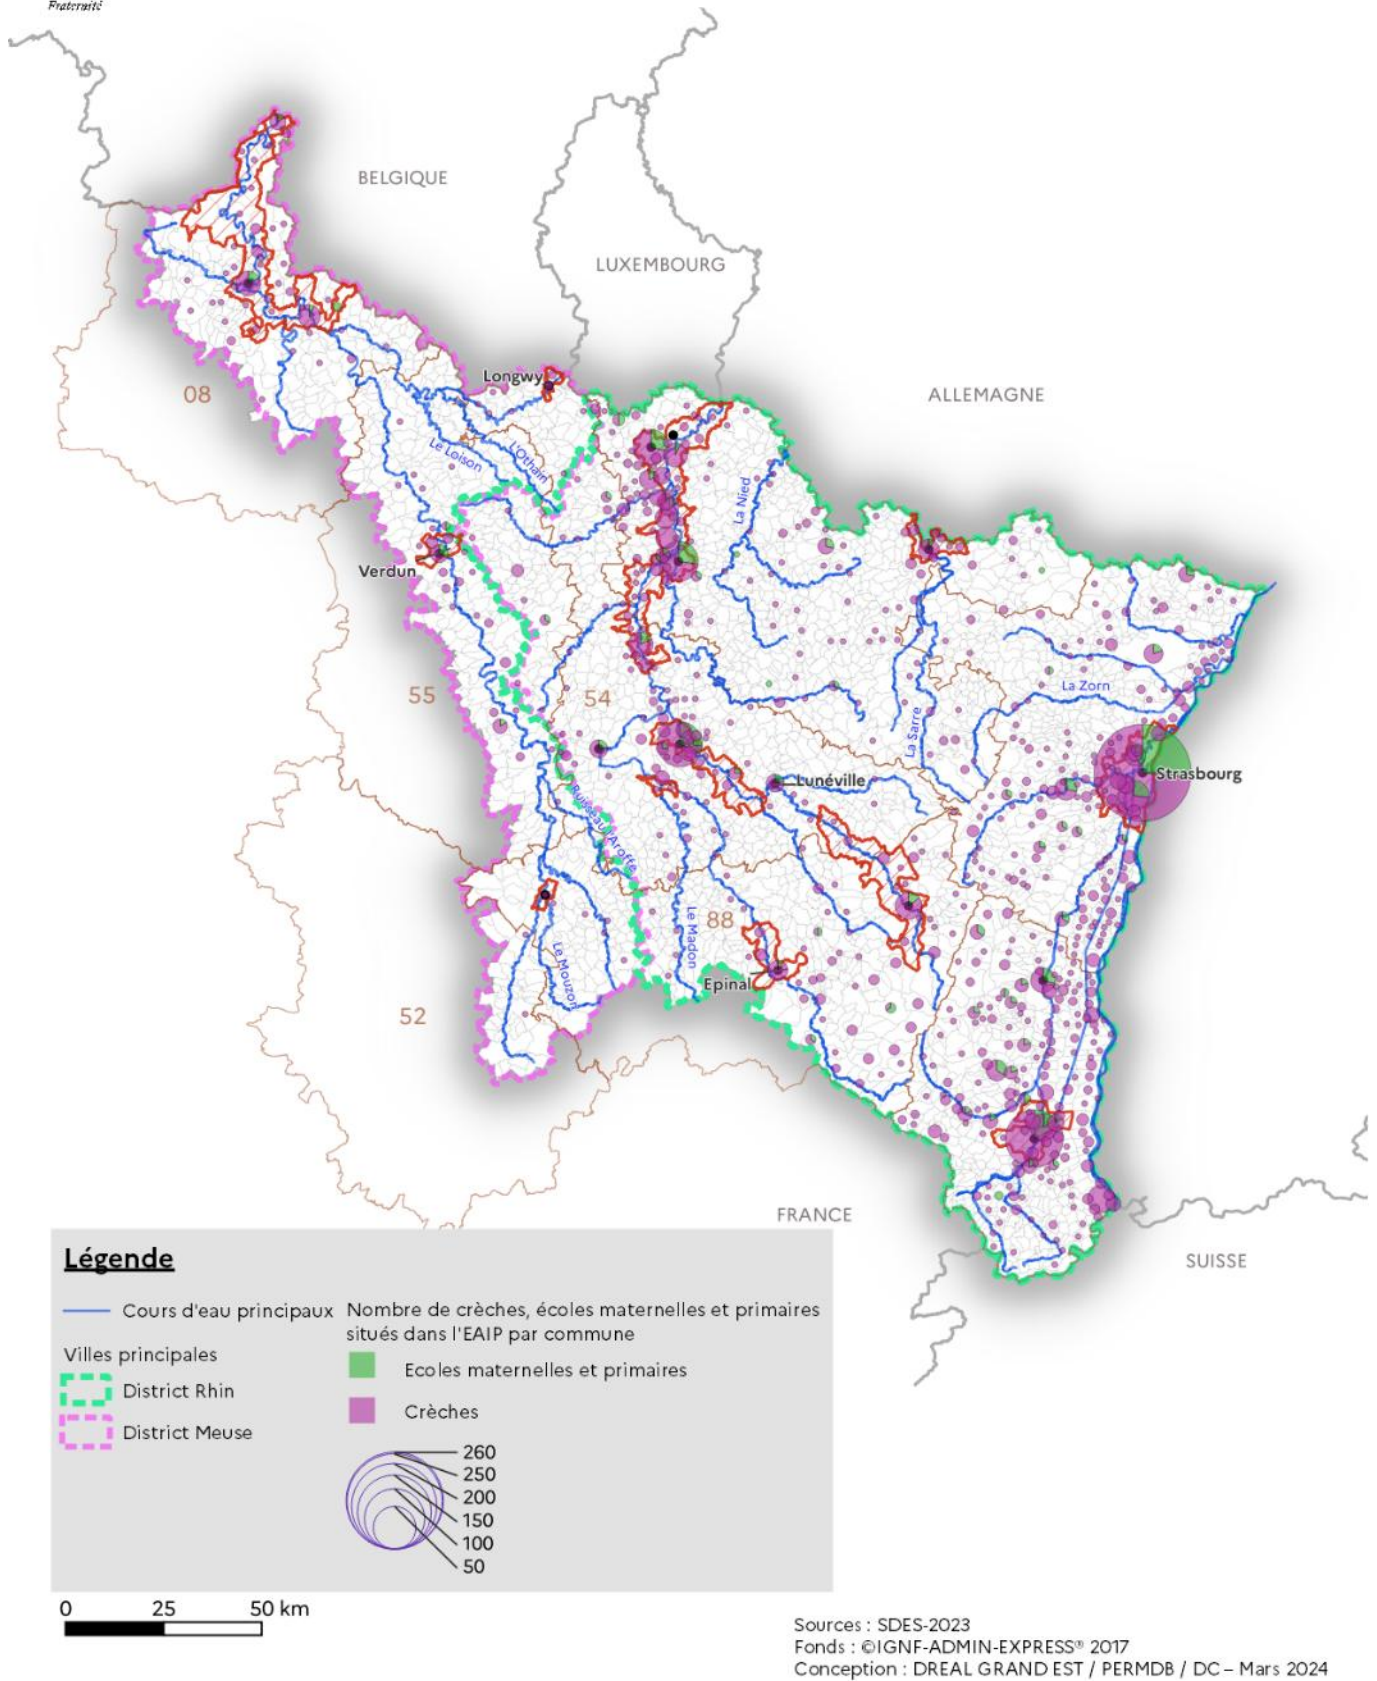 Fraternité
BELGIQUE
LUXEMBOURG
ALLEMAGNE
Longwy
08
Le Loison
L'Othain
La Nied
Verdun
55
54
La Zorn
La Sarre
Strasbourg
Lunéville
Ruisseau l'Aroffe
88
Le Madon
Le Mouzon
Epinal
52
FRANCE
SUISSE
Légende
Cours d'eau principaux
Villes principales
District Rhin
District Meuse
Nombre de crèches, écoles maternelles et primaires
situés dans l'EAIP par commune
Ecoles maternelles et primaires
Crèches
260
250
200
150
100
50
0 25 50 km
Sources : SDES-2023
Fonds : ©IGNF-ADMIN-EXPRESS® 2017
Conception : DREAL GRAND EST / PERMDB / DC – Mars 2024